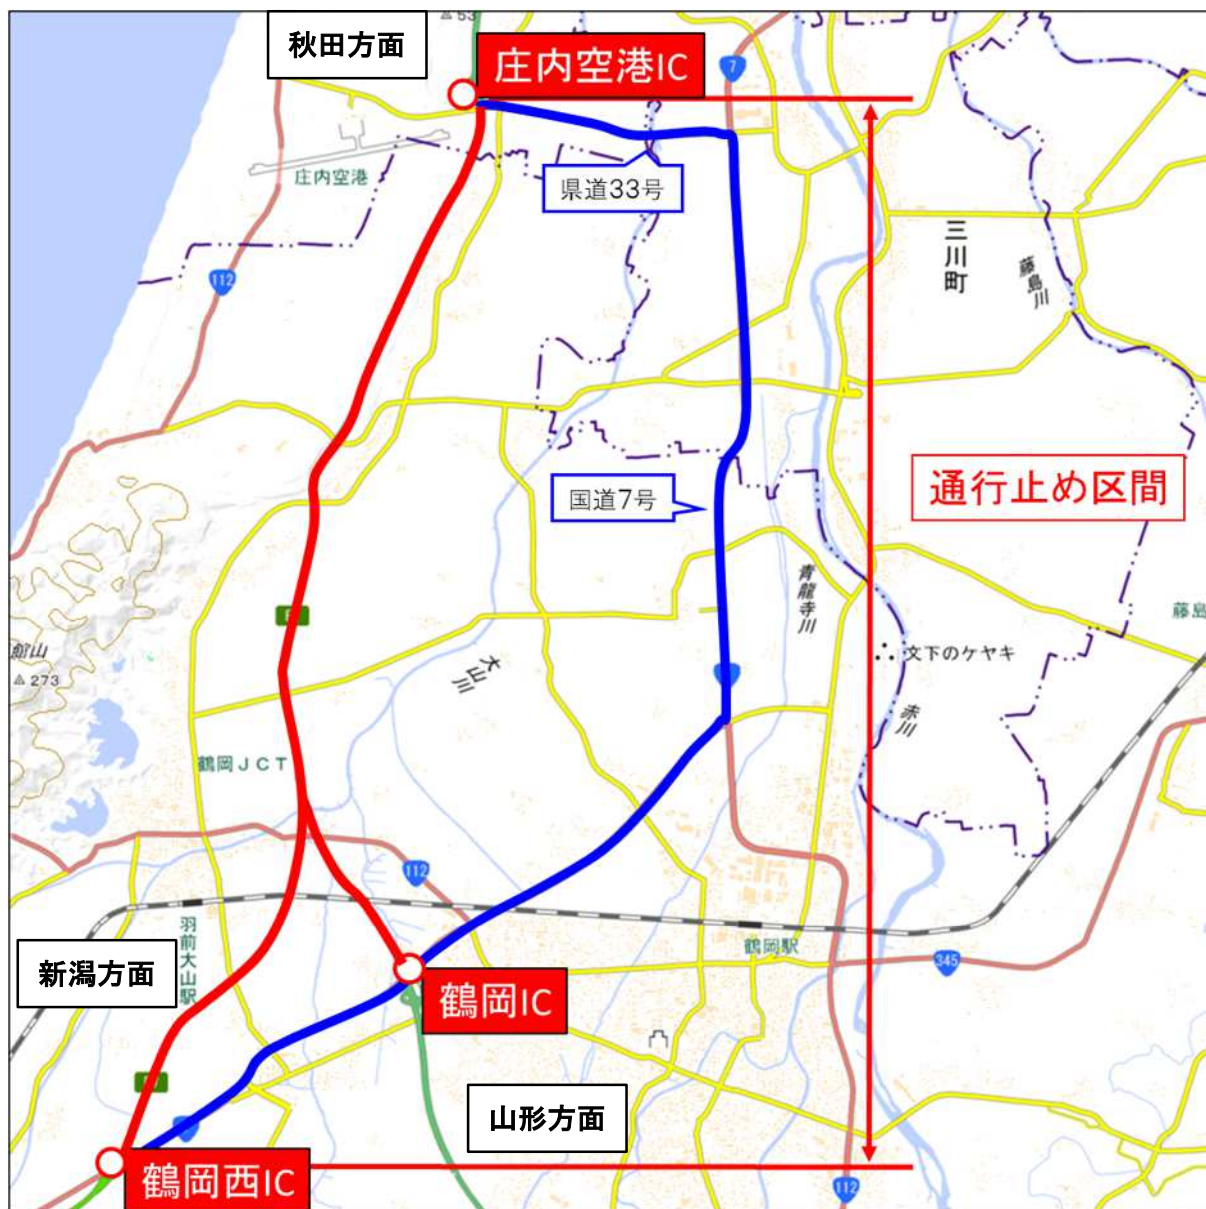 53
秋田方面
庄内空港IC
7
庄内空港
県道33号
三川町
藤島川
112
国道7号
通行止め区間
青龍寺川
藤島
文下のケヤキ
273
大山川
赤川
鶴岡JCT
112
羽前大山駅
鶴岡駅
345
新潟方面
鶴岡IC
山形方面
鶴岡西IC
112